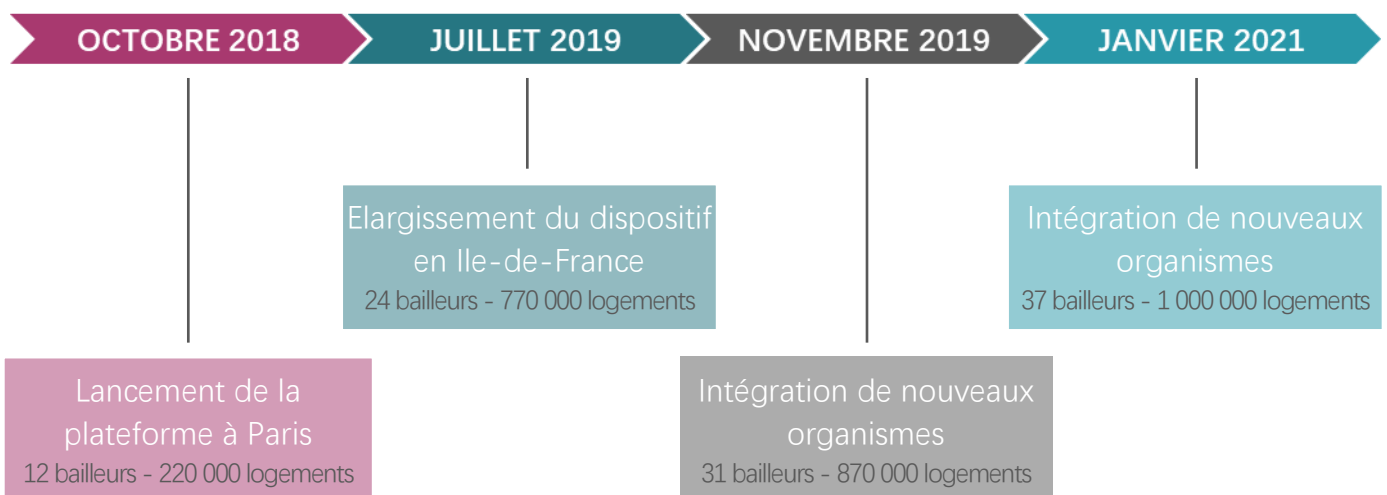 OCTOBRE 2018
JUILLET 2019
NOVEMBRE 2019
JANVIER 2021
Elargissement du dispositif
en Ile-de-France
24 bailleurs - 770 000 logements
Intégration de nouveaux
organismes
37 bailleurs - 1 000 000 logements
Lancement de la
plateforme à Paris
12 bailleurs - 220 000 logements
Intégration de nouveaux
organismes
31 bailleurs - 870 000 logements